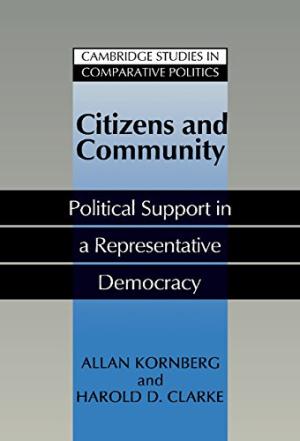 CAMBRIDGE STUDIES IN
COMPARATIVE POLITICS
Citizens and
Community
Political Support in
a Representative
Democracy
ALLAN KORNBERG
and
HAROLD D. CLARKE